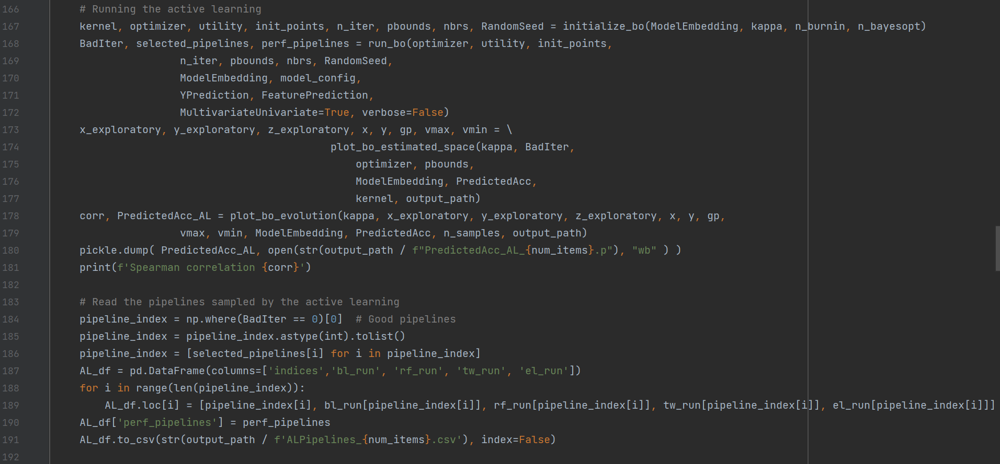 166 # Running the active learning
167 kernel, optimizer, utility, init_points, n_iter, pbounds, nbrs, RandomSeed = initialize_bo(ModelEmbedding, kappa, n_burnin, n_bayesopt)
168 BadIter, selected_pipelines, perf_pipelines = run_bo(optimizer, utility, init_points,
169 n_iter, pbounds, nbrs, RandomSeed,
170 ModelEmbedding, model_config,
171 YPrediction, FeaturePrediction,
172 MultivariateUnivariate=True, verbose=False)
173 x_exploratory, y_exploratory, z_exploratory, x, y, gp, vmax, vmin = \
174 plot_bo_estimated_space(kappa, BadIter,
175 optimizer, pbounds,
176 ModelEmbedding, PredictedAcc,
177 kernel, output_path)
178 corr, PredictedAcc_AL = plot_bo_evolution(kappa, x_exploratory, y_exploratory, z_exploratory, x, y, gp,
179 vmax, vmin, ModelEmbedding, PredictedAcc, n_samples, output_path)
180 pickle.dump( PredictedAcc_AL, open(str(output_path / f"PredictedAcc_AL_{num_items}.p"), "wb" ) )
181 print(f'Spearman correlation {corr}')
182
183 # Read the pipelines sampled by the active learning
184 pipeline_index = np.where(BadIter == 0)[0]  # Good pipelines
185 pipeline_index = pipeline_index.astype(int).tolist()
186 pipeline_index = [selected_pipelines[i] for i in pipeline_index]
187 AL_df = pd.DataFrame(columns=['indices','bl_run', 'rf_run', 'tw_run', 'el_run'])
188 for i in range(len(pipeline_index)):
189 AL_df.loc[i] = [pipeline_index[i], bl_run[pipeline_index[i]], rf_run[pipeline_index[i]], tw_run[pipeline_index[i]], el_run[pipeline_index[i]]]
190 AL_df['perf_pipelines'] = perf_pipelines
191 AL_df.to_csv(str(output_path / f'ALPipelines_{num_items}.csv'), index=False)
192